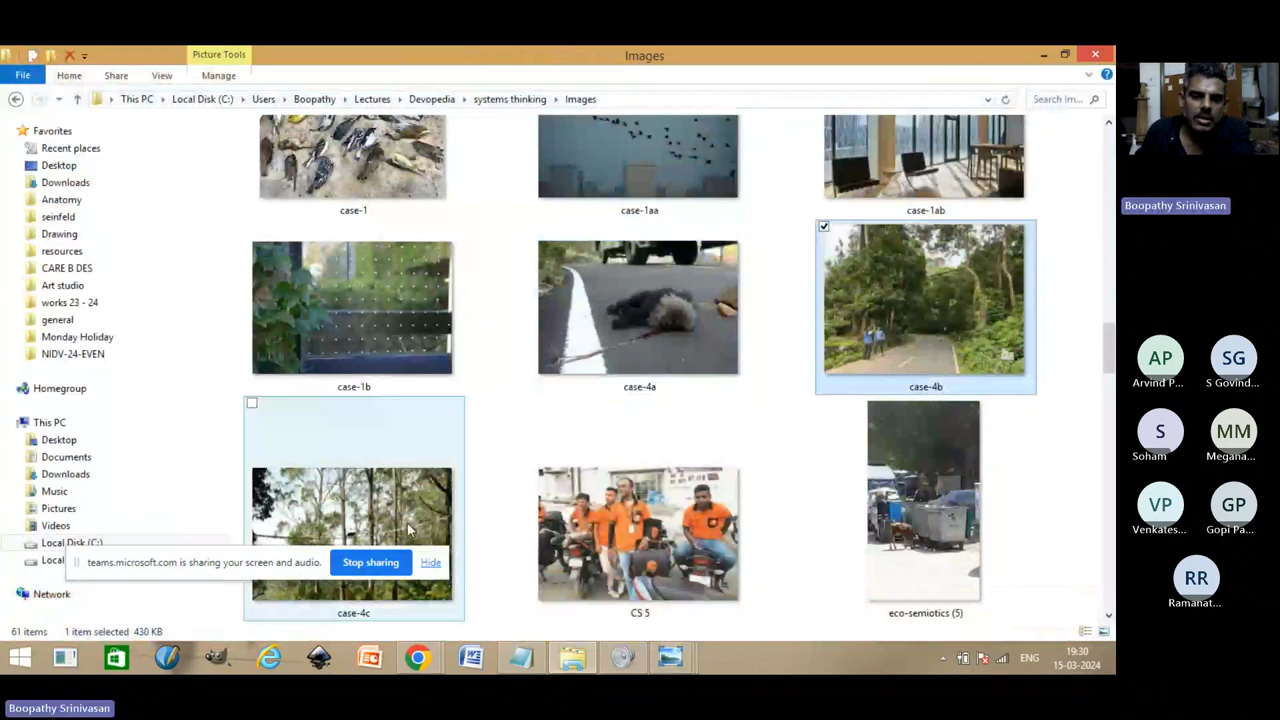 Picture Tools
Images
File
Home
Share
View
Manage
This PC
Local Disk (C:)
Users
Boopathy
Lectures
Devopedia
systems thinking
Images
Search Im...
Favorites
Recent places
Desktop
Downloads
Anatomy
seinfeld
Drawing
resources
CARE B DES
Art studio
works 23 - 24
general
Monday Holiday
NIDV-24-EVEN
Homegroup
This PC
Desktop
Documents
Downloads
Music
Pictures
Videos
Local Disk (C:)
Local
Network
case-1
case-1aa
case-1ab
case-1b
case-4a
case-4b
case-4c
CS 5
eco-semiotics (5)
teams.microsoft.com is sharing your screen and audio.
Stop sharing
Hide
61 items
1 item selected 430 KB
ENG
19:30
15-03-2024
Boopathy Srinivasan
AP
SG
Arvind P...
S Govind...
S
MM
Soham
Megana...
VP
GP
Venkates...
Gopi Pa...
RR
Ramanat...
Boopathy Srinivasan